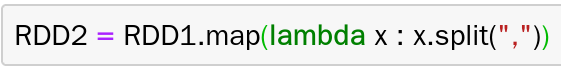 RDD2 = RDD1.map(lambda x : x.split(","))